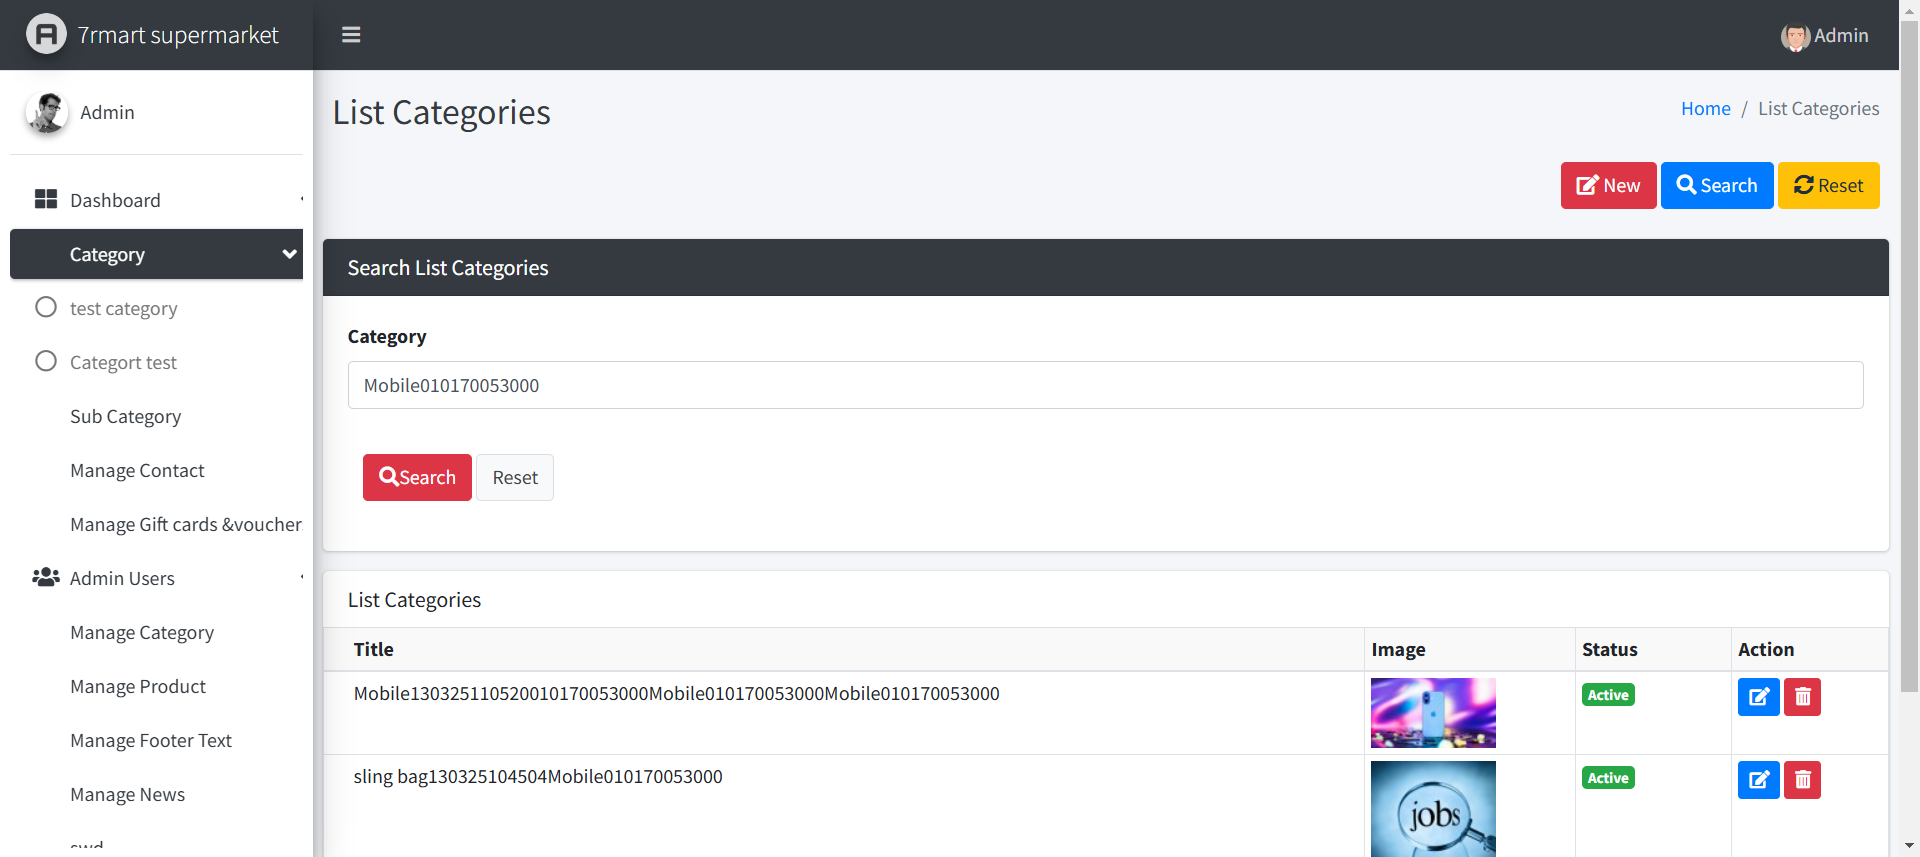 7rmart supermarket
Admin
Admin
List Categories
Home / List Categories
New
Search
Reset
Dashboard
Category
test category
Categort test
Sub Category
Manage Contact
Manage Gift cards &voucher
Admin Users
Manage Category
Manage Product
Manage Footer Text
Manage News
swd
Search List Categories
Category
Mobile010170053000
Search
Reset
List Categories
Title Image Status Action
Mobile130325110520010170053000Mobile010170053000Mobile010170053000 Active
sling bag130325104504Mobile010170053000 jobs Active